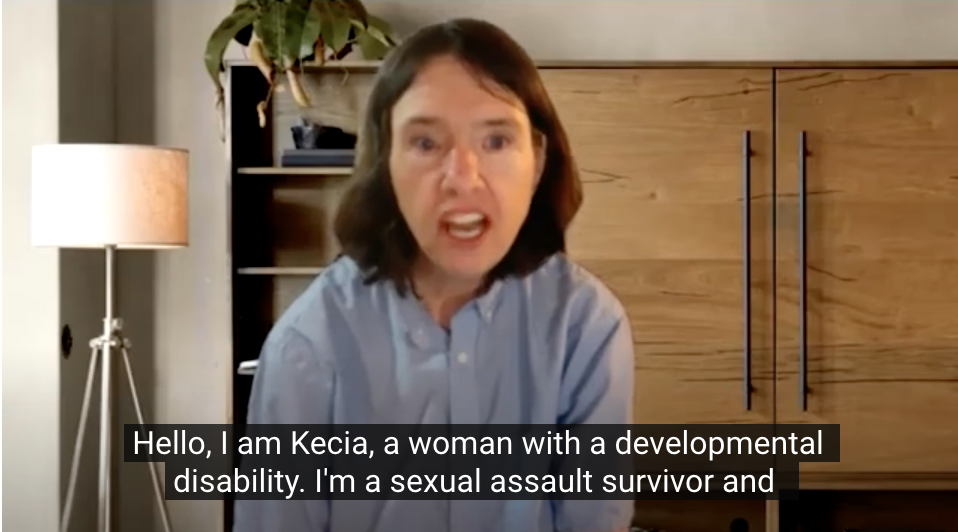 Hello, I am Kecia, a woman with a developmental
disability. I'm a sexual assault survivor and